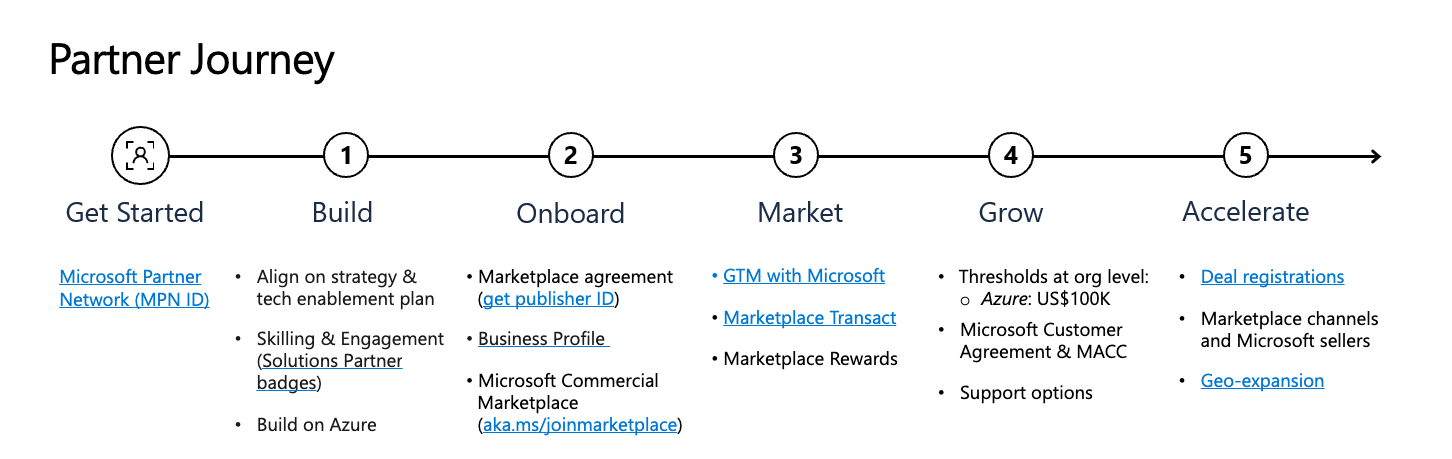 Partner Journey
1
2
3
4
5
Get Started
Build
Onboard
Market
Grow
Accelerate
Microsoft Partner
Network (MPN ID)
• Align on strategy &
tech enablement plan
• Skilling & Engagement
(Solutions Partner
badges)
• Build on Azure
• Marketplace agreement
(get publisher ID)
• Business Profile
• Microsoft Commercial
Marketplace
(aka.ms/joinmarketplace)
• GTM with Microsoft
• Marketplace Transact
• Marketplace Rewards
• Thresholds at org level:
o Azure: US$100K
• Microsoft Customer
Agreement & MACC
• Support options
• Deal registrations
• Marketplace channels
and Microsoft sellers
• Geo-expansion